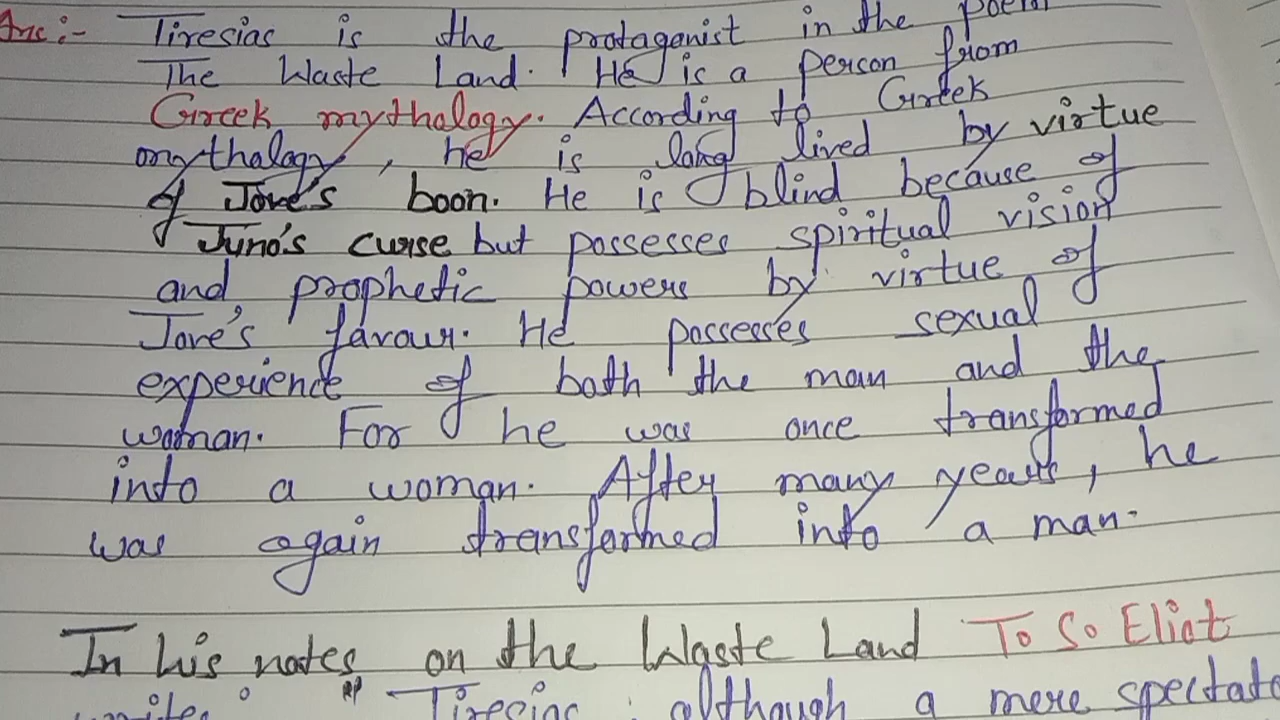 Ans:- Tiresias is the protagonist in the poem
The Waste Land. He is a person from
Greek mythology. According to Greek
mythology, he is long lived by virtue
of Jove's boon. He is blind because of
Juno's curse but possesses spiritual vision
and prophetic powers by virtue of
Jove's favour. He possesses sexual
experience of both the man and the
woman. For he was once transformed
into a woman. After many years, he
was again transformed into a man.
In his notes on the Waste Land T. S. Eliot
Tiresias, although a mere spectato